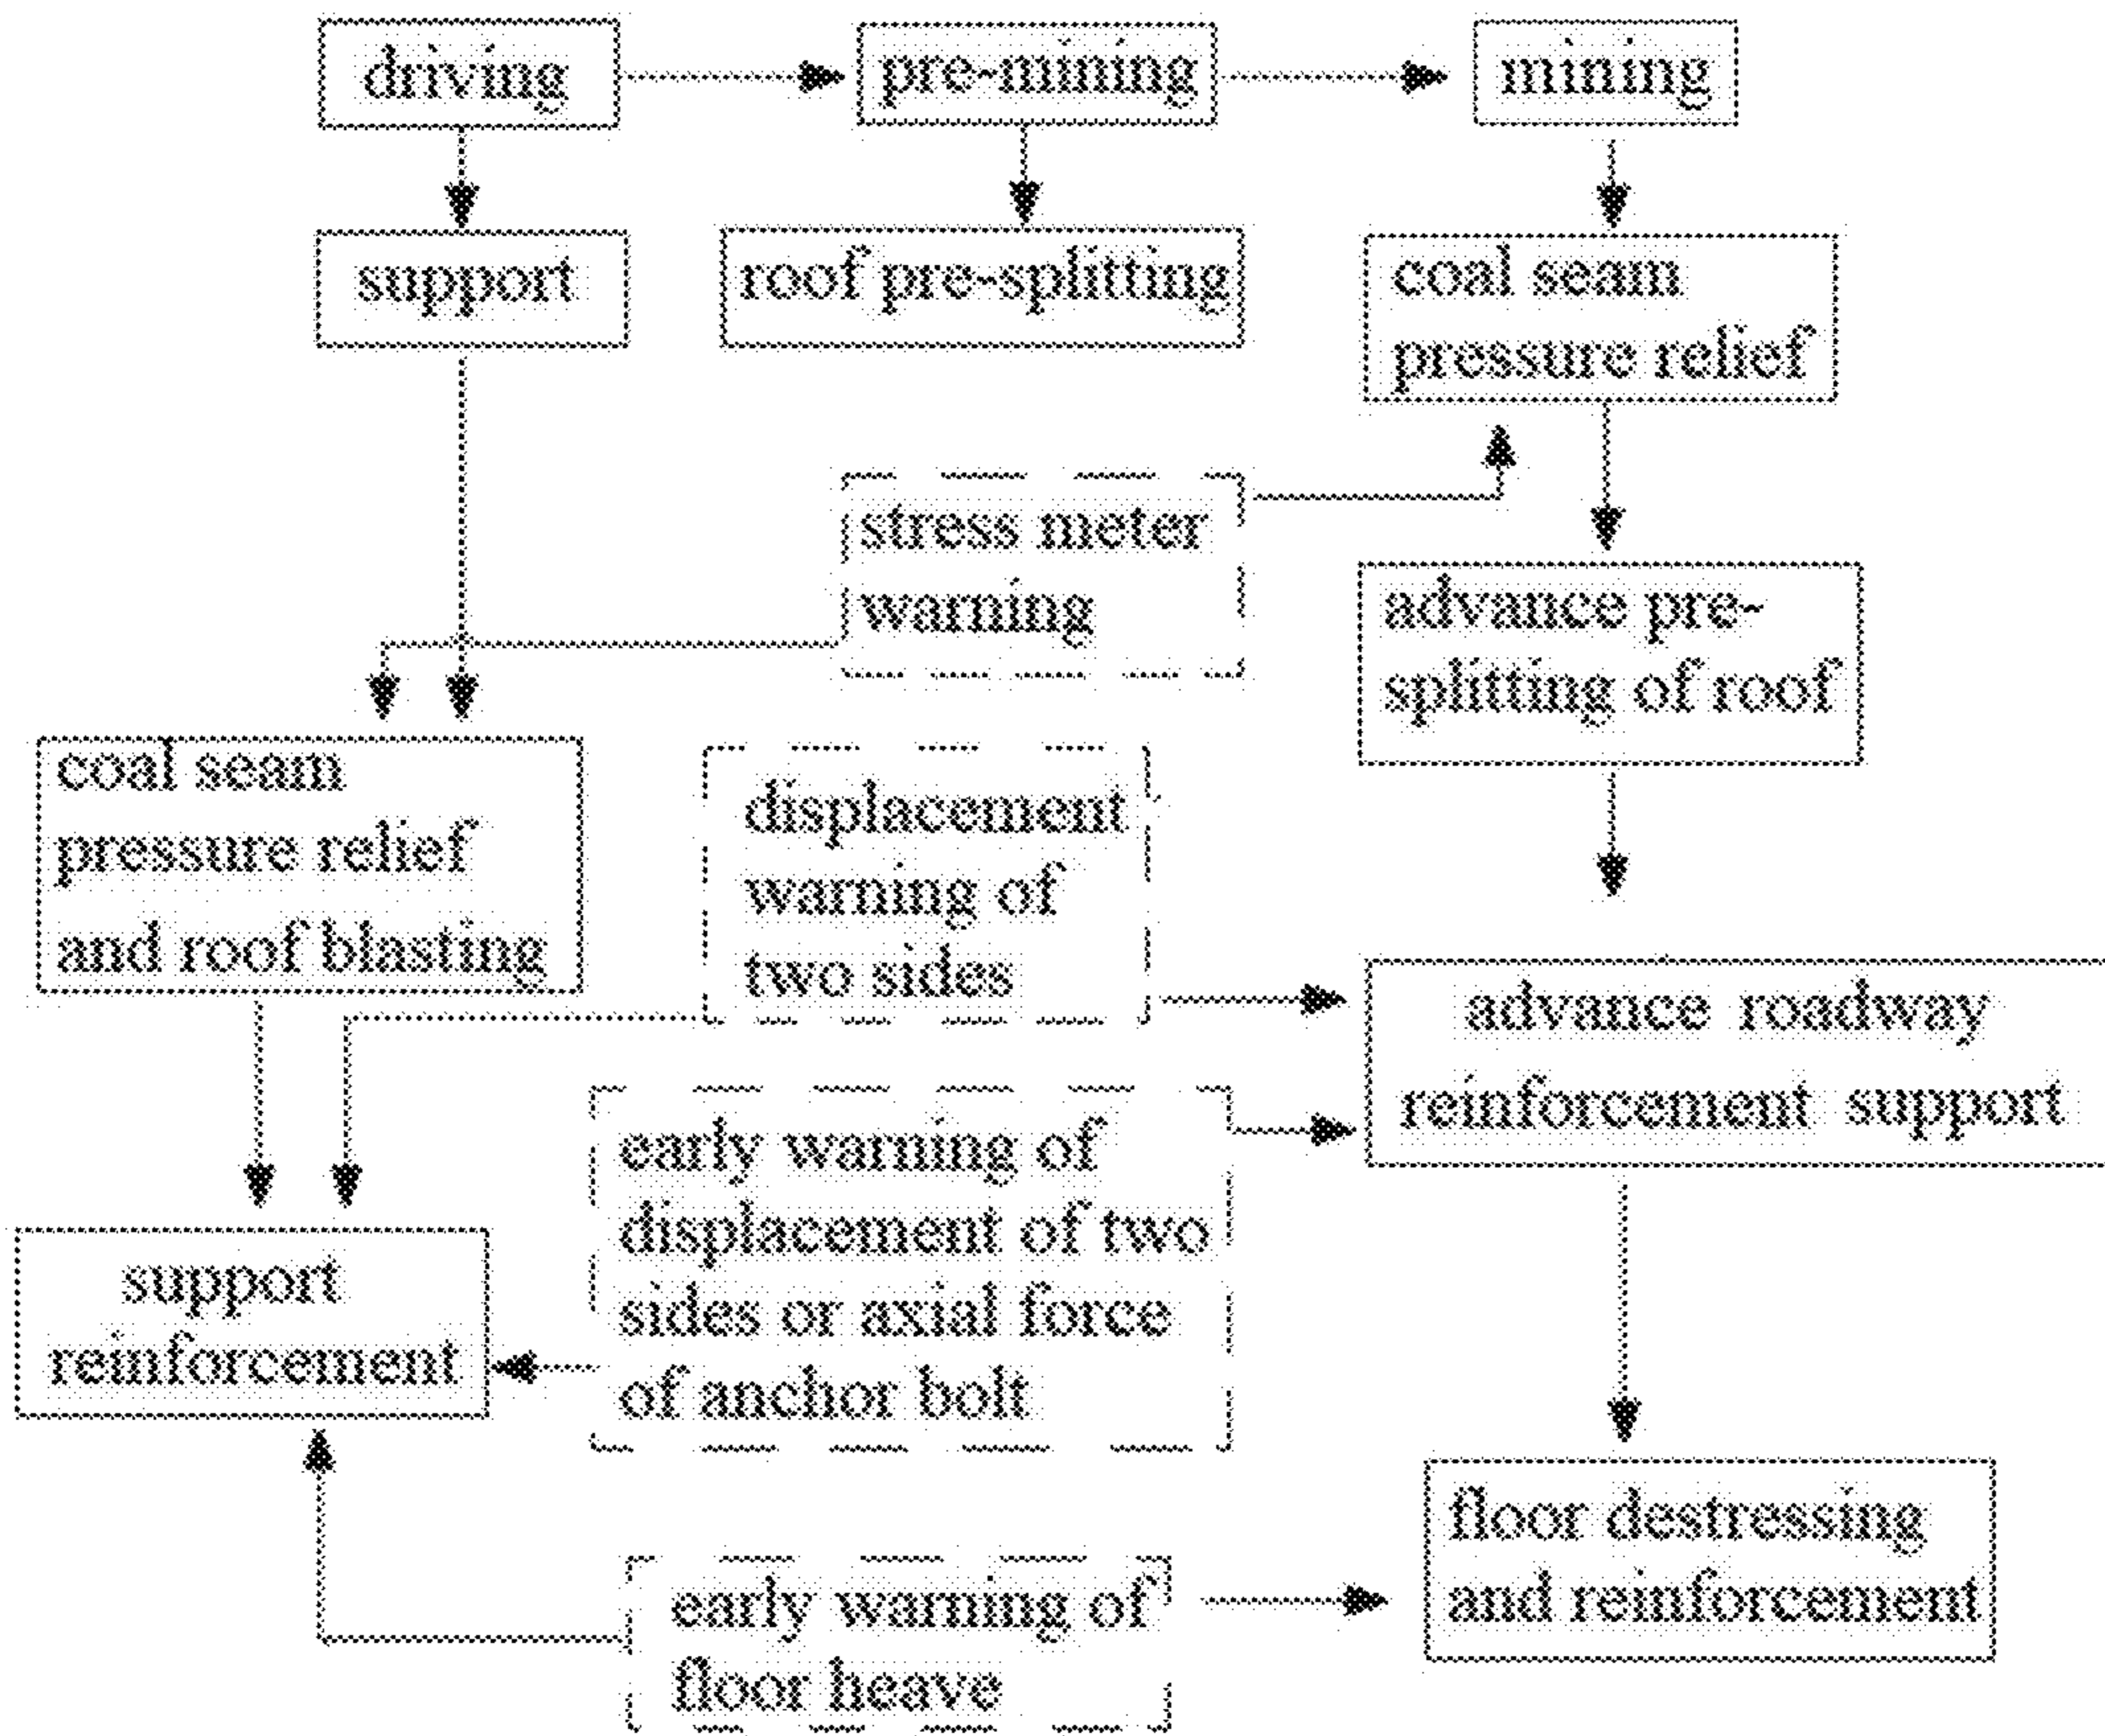 driving
pre-mining
mining
support
roof pre-splitting
coal seam
pressure relief
stress meter
warning
advance pre-
splitting of roof
coal seam
pressure relief
and roof blasting
displacement
warning of
two sides
advance roadway
reinforcement support
early warning of
displacement of two
sides or axial force
of anchor bolt
support
reinforcement
floor destressing
and reinforcement
early warning of
floor heave